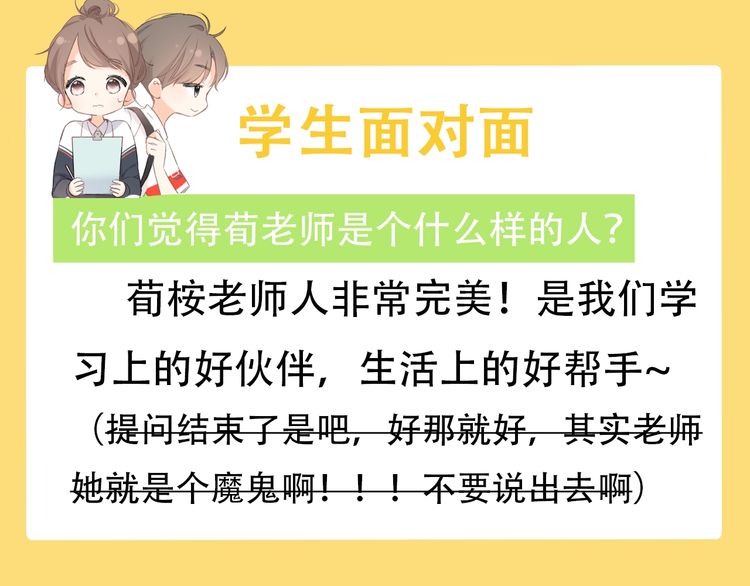 学生面对面
你们觉得荀老师是个什么样的人？
荀桉老师人非常完美！是我们学
习上的好伙伴，生活上的好帮手~
（提问结束了是吧，好那就好，其实老师
她就是个魔鬼啊！！！不要说出去啊）